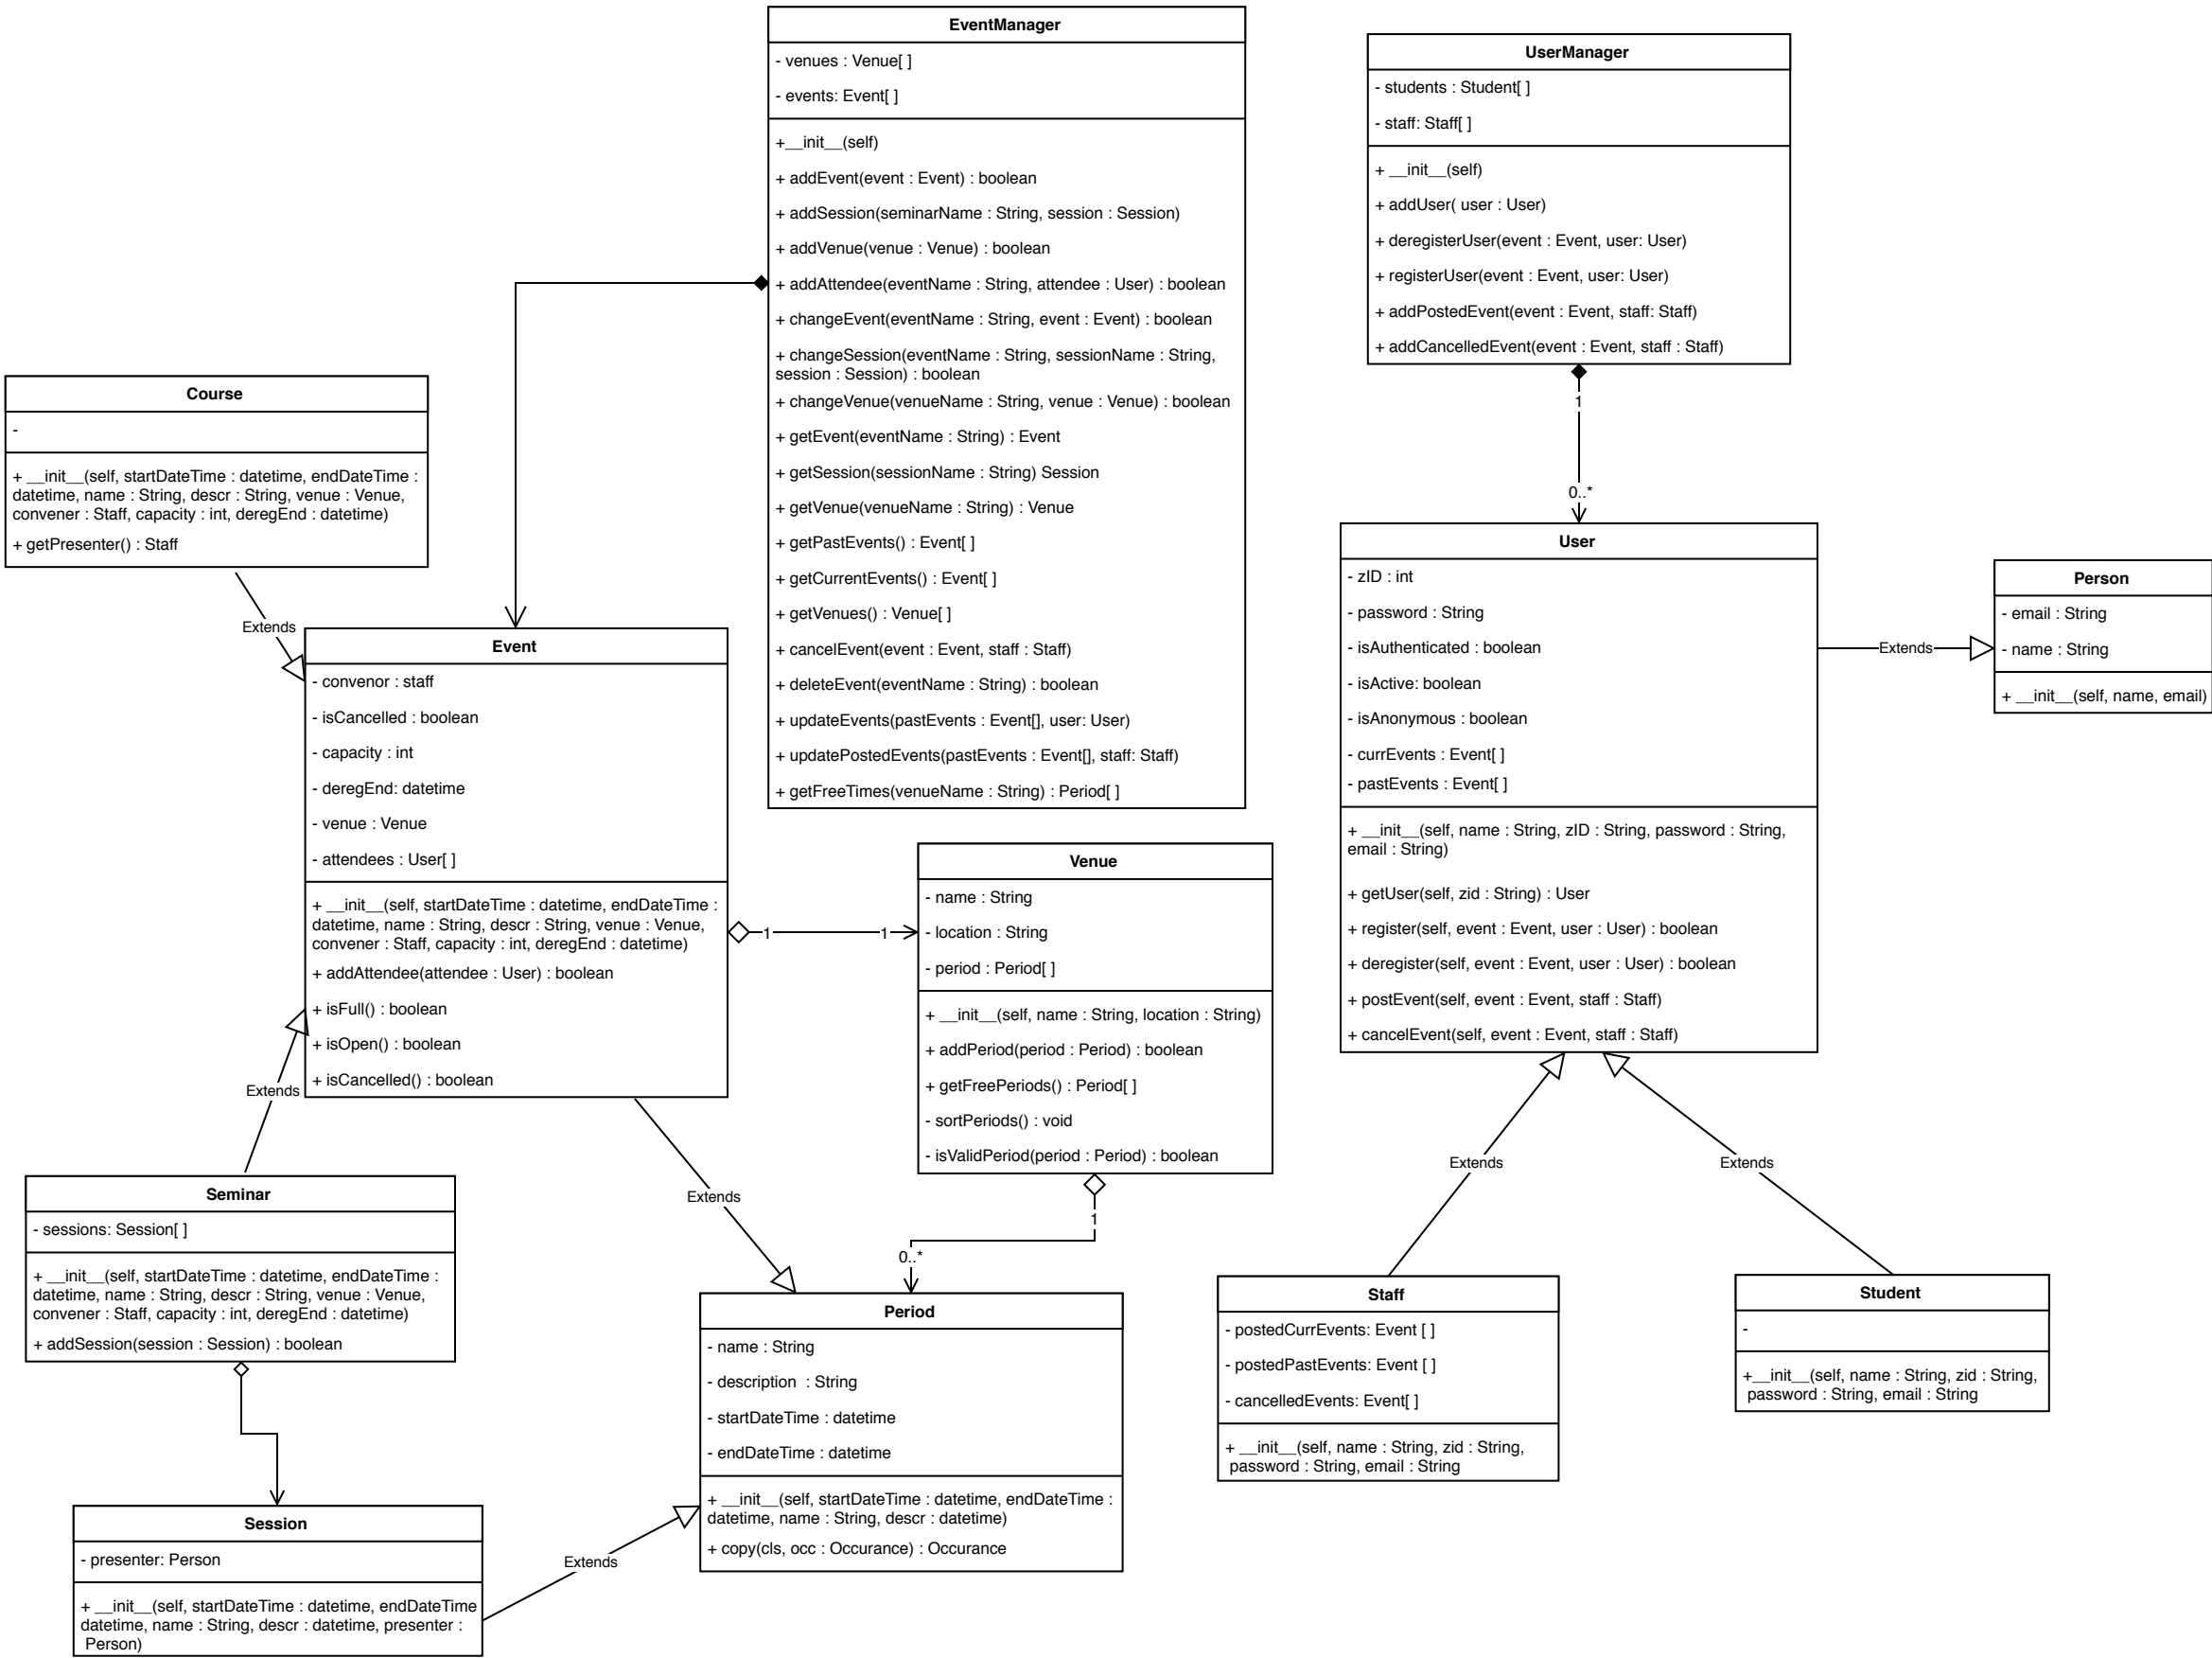 EventManager
- venues : Venue[ ]
- events: Event[ ]
+__init__(self)
+ addEvent(event : Event) : boolean
+ addSession(seminarName : String, session : Session)
+ addVenue(venue : Venue) : boolean
+ addAttendee(eventName : String, attendee : User) : boolean
+ changeEvent(eventName : String, event : Event) : boolean
+ changeSession(eventName : String, sessionName : String,
session : Session) : boolean
+ changeVenue(venueName : String, venue : Venue) : boolean
+ getEvent(eventName : String) : Event
+ getSession(sessionName : String) Session
+ getVenue(venueName : String) : Venue
+ getPastEvents() : Event[ ]
+ getCurrentEvents() : Event[ ]
+ getVenues() : Venue[ ]
+ cancelEvent(event : Event, staff : Staff)
+ deleteEvent(eventName : String) : boolean
+ updateEvents(pastEvents : Event[], user: User)
+ updatePostedEvents(pastEvents : Event[], staff: Staff)
+ getFreeTimes(venueName : String) : Period[ ]
UserManager
- students : Student[ ]
- staff: Staff[ ]
+ __init__(self)
+ addUser( user : User)
+ deregisterUser(event : Event, user: User)
+ registerUser(event : Event, user: User)
+ addPostedEvent(event : Event, staff: Staff)
+ addCancelledEvent(event : Event, staff : Staff)
1
0..*
Course
-
+ __init__(self, startDateTime : datetime, endDateTime :
datetime, name : String, descr : String, venue : Venue,
convener : Staff, capacity : int, deregEnd : datetime)
+ getPresenter() : Staff
Extends
Event
- convenor : staff
- isCancelled : boolean
- capacity : int
- deregEnd: datetime
- venue : Venue
- attendees : User[ ]
+ __init__(self, startDateTime : datetime, endDateTime :
datetime, name : String, descr : String, venue : Venue,
convener : Staff, capacity : int, deregEnd : datetime)
+ addAttendee(attendee : User) : boolean
+ isFull() : boolean
+ isOpen() : boolean
+ isCancelled() : boolean
1
1
Venue
- name : String
- location : String
- period : Period[ ]
+ __init__(self, name : String, location : String)
+ addPeriod(period : Period) : boolean
+ getFreePeriods() : Period[ ]
- sortPeriods() : void
- isValidPeriod(period : Period) : boolean
User
- zID : int
- password : String
- isAuthenticated : boolean
- isActive: boolean
- isAnonymous : boolean
- currEvents : Event[ ]
- pastEvents : Event[ ]
+ __init__(self, name : String, zID : String, password : String,
email : String)
+ getUser(self, zid : String) : User
+ register(self, event : Event, user : User) : boolean
+ deregister(self, event : Event, user : User) : boolean
+ postEvent(self, event : Event, staff : Staff)
+ cancelEvent(self, event : Event, staff : Staff)
Extends
Person
- email : String
- name : String
+ __init__(self, name, email)
Extends
Extends
Extends
Extends
1
0..*
Seminar
- sessions: Session[ ]
+ __init__(self, startDateTime : datetime, endDateTime :
datetime, name : String, descr : String, venue : Venue,
convener : Staff, capacity : int, deregEnd : datetime)
+ addSession(session : Session) : boolean
Period
- name : String
- description  : String
- startDateTime : datetime
- endDateTime : datetime
+ __init__(self, startDateTime : datetime, endDateTime :
datetime, name : String, descr : datetime)
+ copy(cls, occ : Occurance) : Occurance
Staff
- postedCurrEvents: Event [ ]
- postedPastEvents: Event [ ]
- cancelledEvents: Event[ ]
+ __init__(self, name : String, zid : String,
password : String, email : String
Student
-
+__init__(self, name : String, zid : String,
password : String, email : String
Session
- presenter: Person
+ __init__(self, startDateTime : datetime, endDateTime
datetime, name : String, descr : datetime, presenter :
Person)
Extends